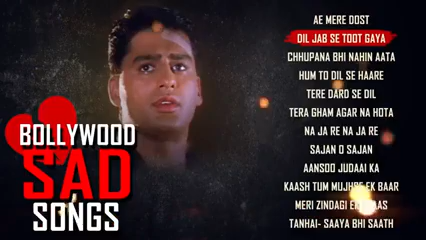 BOLLYWOOD
SAD
SONGS
AE MERE DOST
DIL JAB SE TOOT GAYA
CHHUPANA BHI NAHIN AATA
HUM TO DIL SE HAARE
TERE DARD SE DIL
TERA GHAM AGAR NA HOTA
NA JA RE NA JA RE
SAJAN O SAJAN
AANSOO JUDAAI KA
KAASH TUM MUJHSE EK BAAR
MERI ZINDAGI EK
TANHAI- SAAYA BHI SAATH